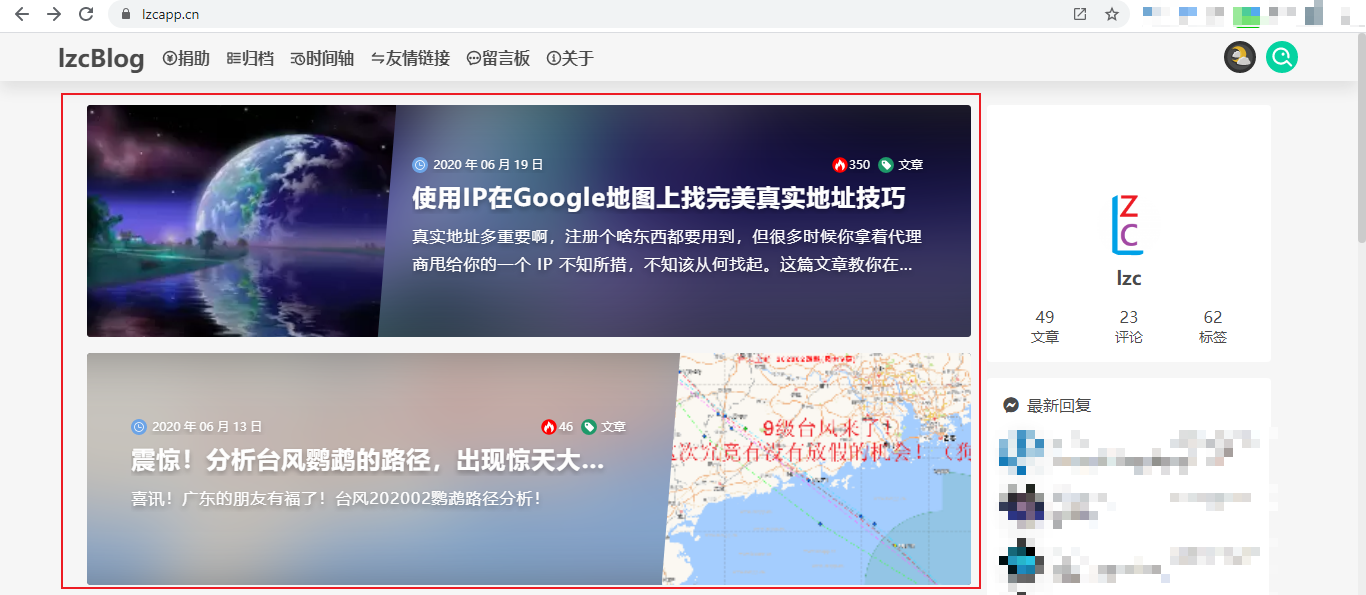 lzcapp.cn
lzcBlog 捐助 归档 时间轴 友情链接 留言板 关于
2020 年 06 月 19 日 350 文章
使用IP在Google地图上找完美真实地址技巧
真实地址多重要啊，注册个啥东西都要用到，但很多时候你拿着代理
商甩给你的一个 IP 不知所措，不知该从何找起。这篇文章教你在...
2020 年 06 月 13 日 46 文章
震惊！分析台风鹦鹉的路径，出现惊天大...
喜讯！广东的朋友有福了！台风202002鹦鹉路径分析！
9级台风来了！
次究竟有没有放假的机会！（狗
Z
C
lzc
49 23 62
文章 评论 标签
最新回复